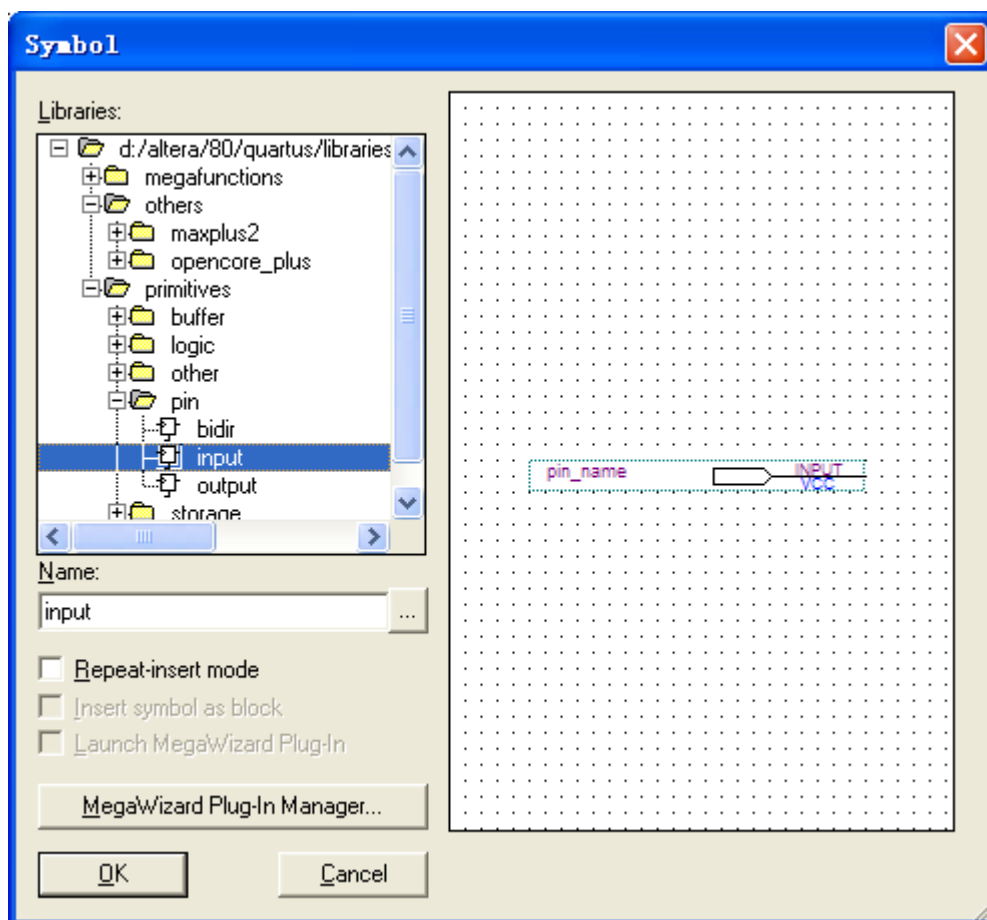 Symbol
Libraries:
d:/altera/80/quartus/libraries
megafunctions
others
maxplus2
opencore_plus
primitives
buffer
logic
other
pin
bidir
input
output
storage
Name:
input
...
Repeat-insert mode
Insert symbol as block
Launch MegaWizard Plug-In
MegaWizard Plug-In Manager...
OK Cancel
pin_name INPUT
VCC